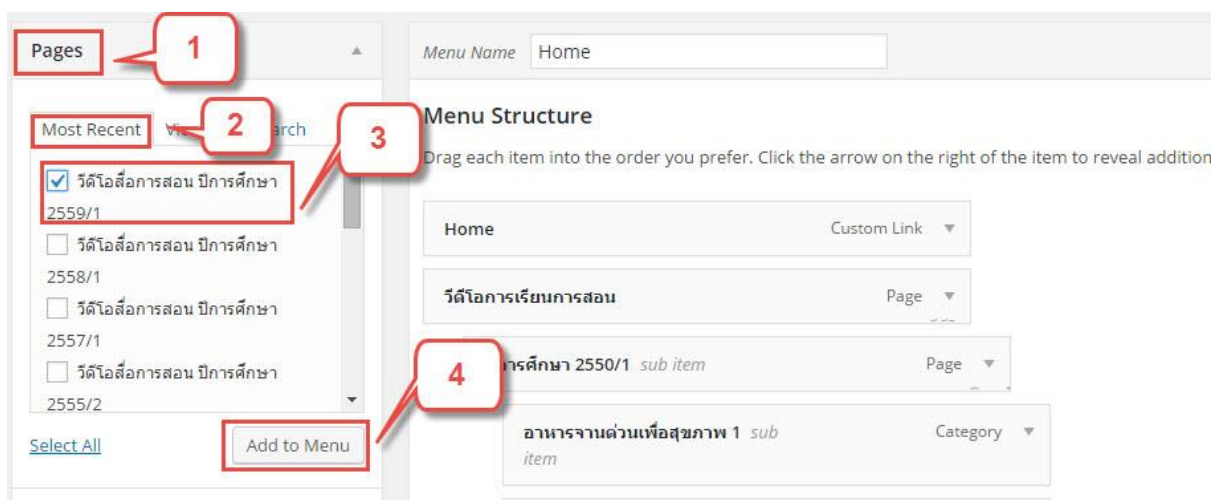 Pages
1
Menu Name Home
Most Recent
2
3
วีดีโอสื่อการสอน ปีการศึกษา
2559/1
วีดีโอสื่อการสอน ปีการศึกษา
2558/1
วีดีโอสื่อการสอน ปีการศึกษา
2557/1
วีดีโอสื่อการสอน ปีการศึกษา
2555/2
Select All
Add to Menu
4
Menu Structure
Drag each item into the order you prefer. Click the arrow on the right of the item to reveal addition
Home Custom Link
วีดีโอการเรียนการสอน Page
2550/1 sub item Page
อาหารจานด่วนเพื่อสุขภาพ 1 sub
item
Category